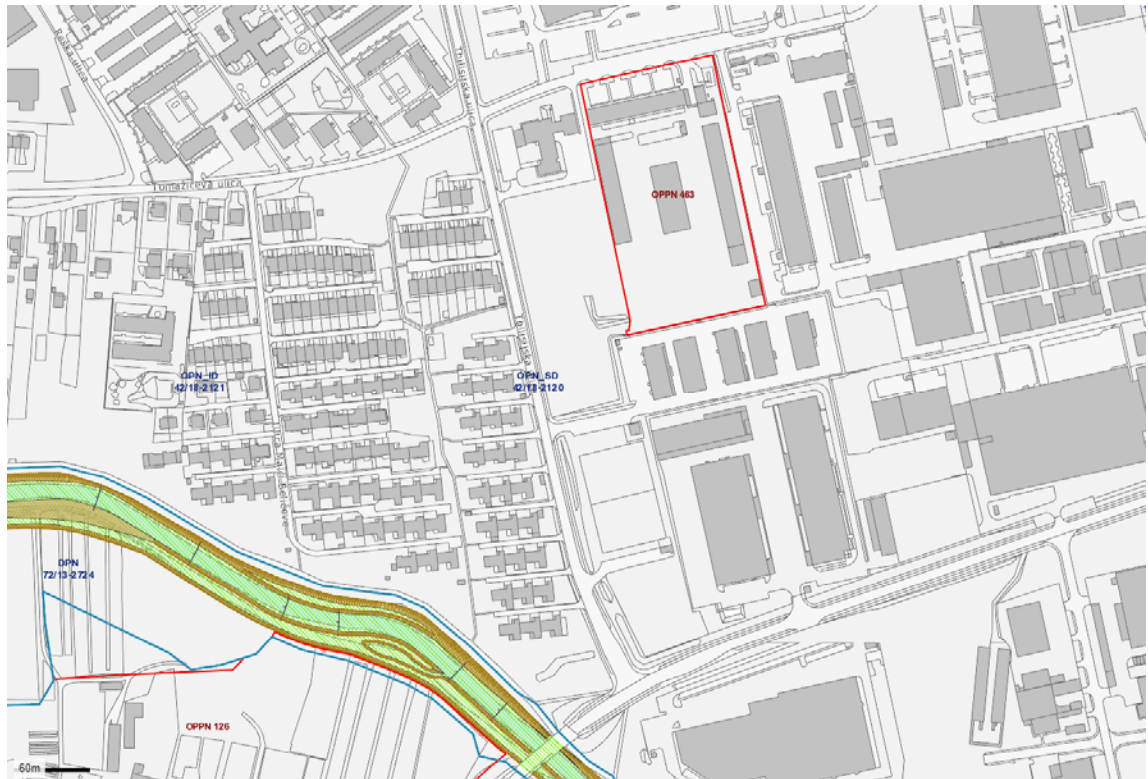 Tomažičeva ulica
OPPN 463
OPN_ID
42/18-2121
OPN_SD
42/18-2120
DPN
72/13-2724
OPPN 126
60m